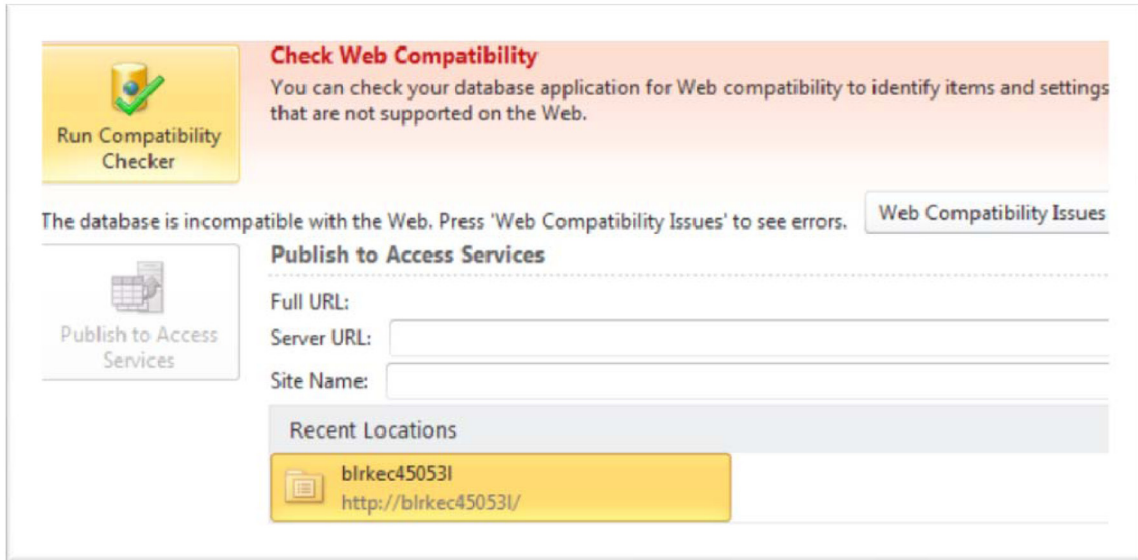 Check Web Compatibility
You can check your database application for Web compatibility to identify items and settings
that are not supported on the Web.
Run Compatibility
Checker
The database is incompatible with the Web. Press 'Web Compatibility Issues' to see errors.
Web Compatibility Issues
Publish to Access Services
Publish to Access
Services
Full URL:
Server URL:
Site Name:
Recent Locations
blrkec45053l
http://blrkec45053l/